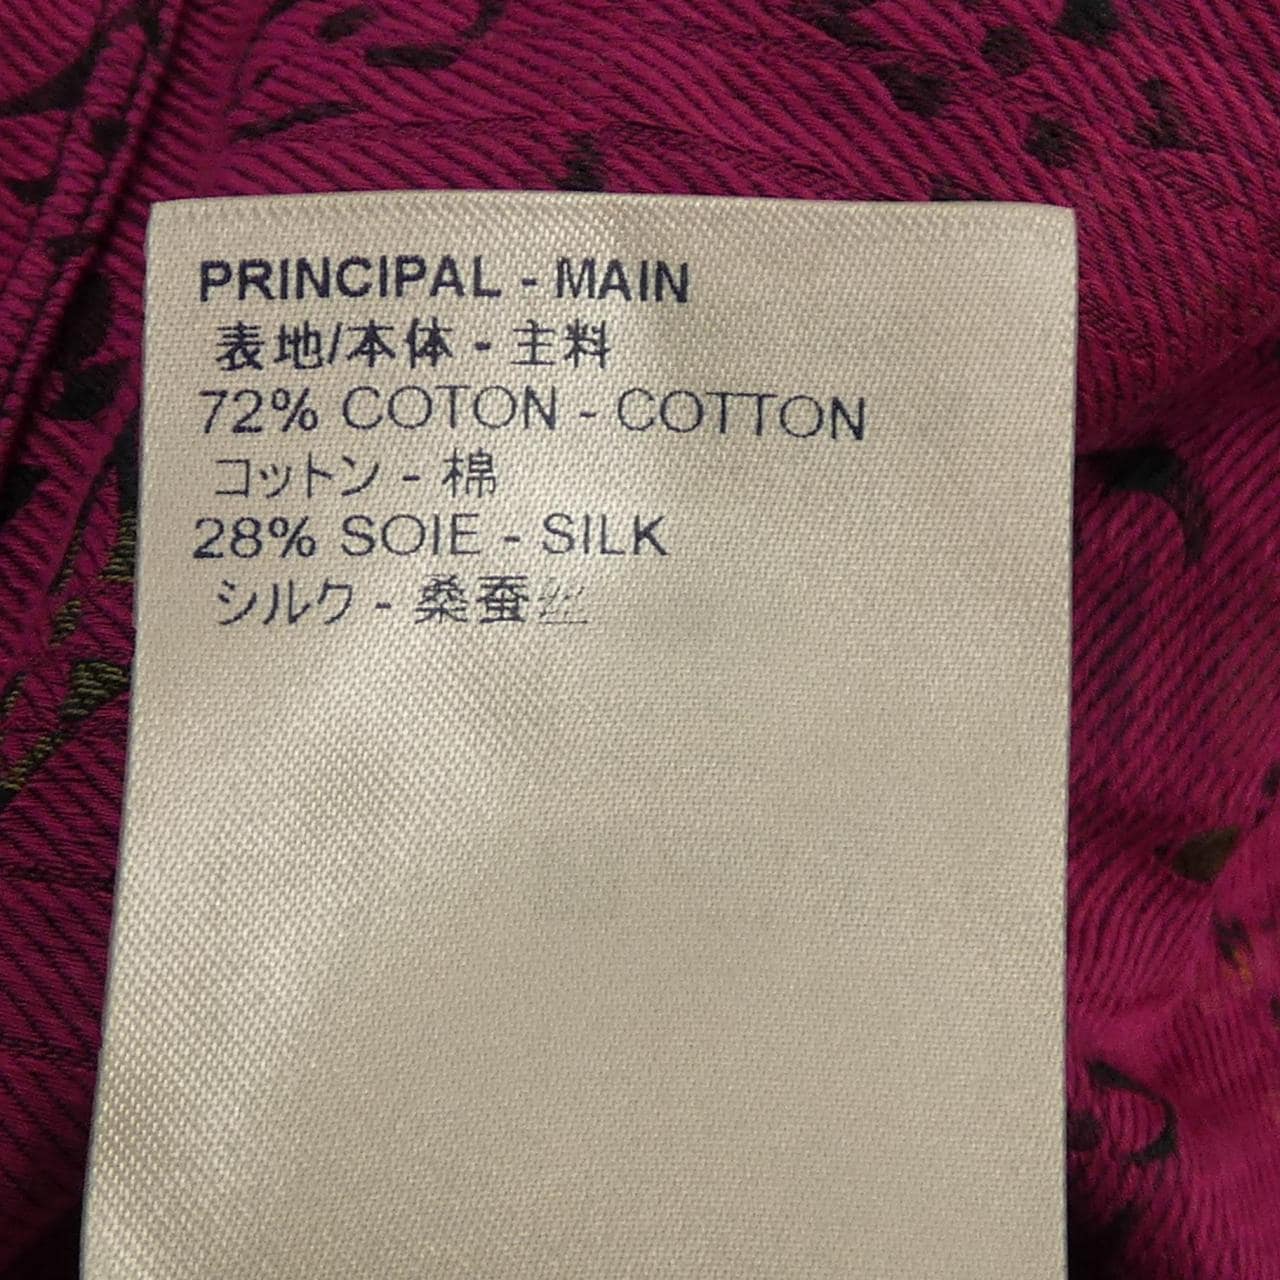 PRINCIPAL - MAIN
表地/本体 - 主料
72% COTON - COTTON
コットン - 棉
28% SOIE - SILK
シルク - 桑蚕丝